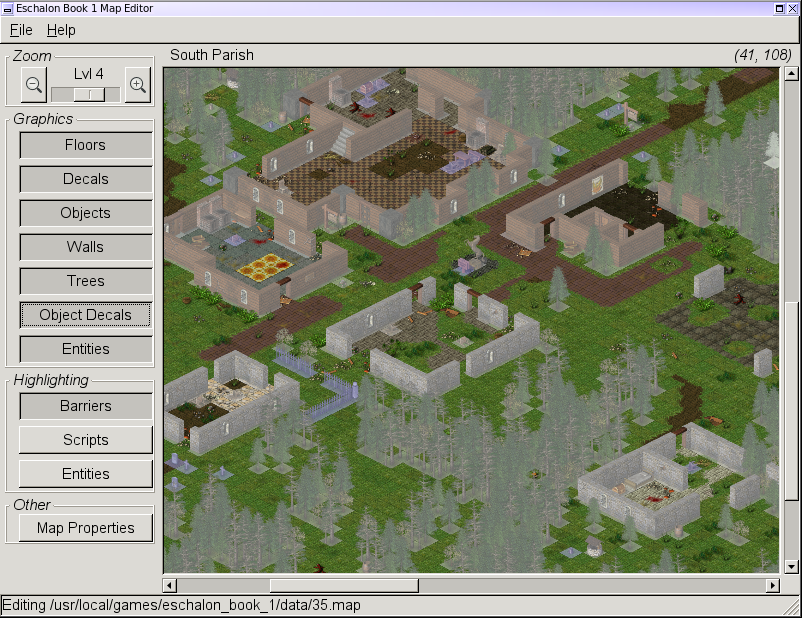 Eschalon Book 1 Map Editor
File Help
Zoom
Lvl 4
South Parish
(41, 108)
Graphics
Floors
Decals
Objects
Walls
Trees
Object Decals
Entities
Highlighting
Barriers
Scripts
Entities
Other
Map Properties
Editing /usr/local/games/eschalon_book_1/data/35.map